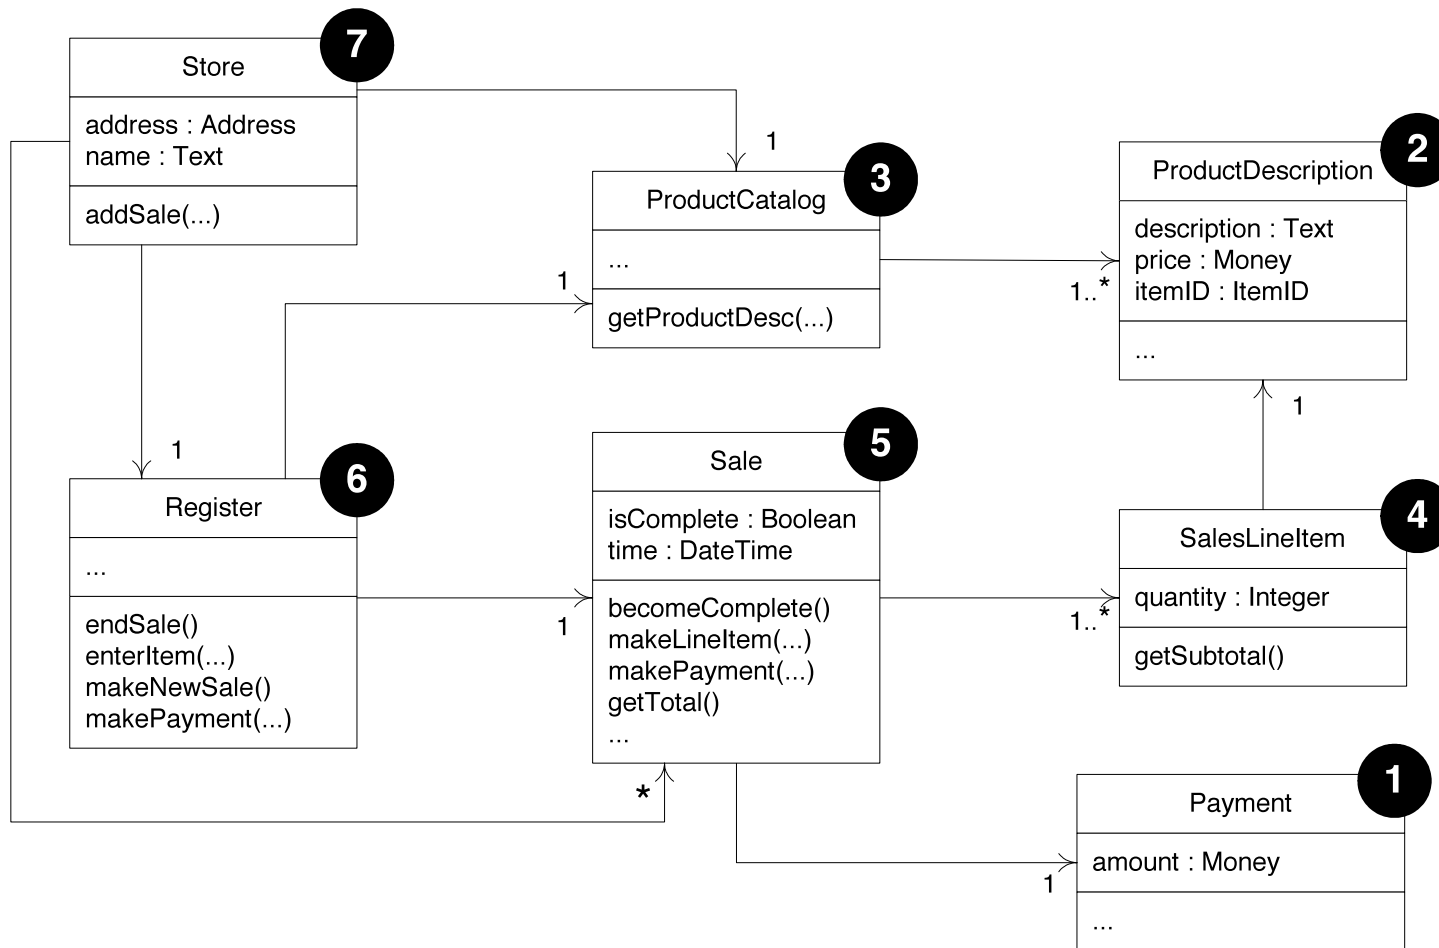 7
Store
address : Address
name : Text
addSale(...)
1
3
ProductCatalog
...
getProductDesc(...)
1
2
ProductDescription
description : Text
price : Money
itemID : ItemID
...
1..*
1
1
6
Register
...
endSale()
enterItem(...)
makeNewSale()
makePayment(...)
5
Sale
isComplete : Boolean
time : DateTime
becomeComplete()
makeLineItem(...)
makePayment(...)
getTotal()
...
1
*
4
SalesLineItem
quantity : Integer
getSubtotal()
1..*
1
Payment
amount : Money
...
1